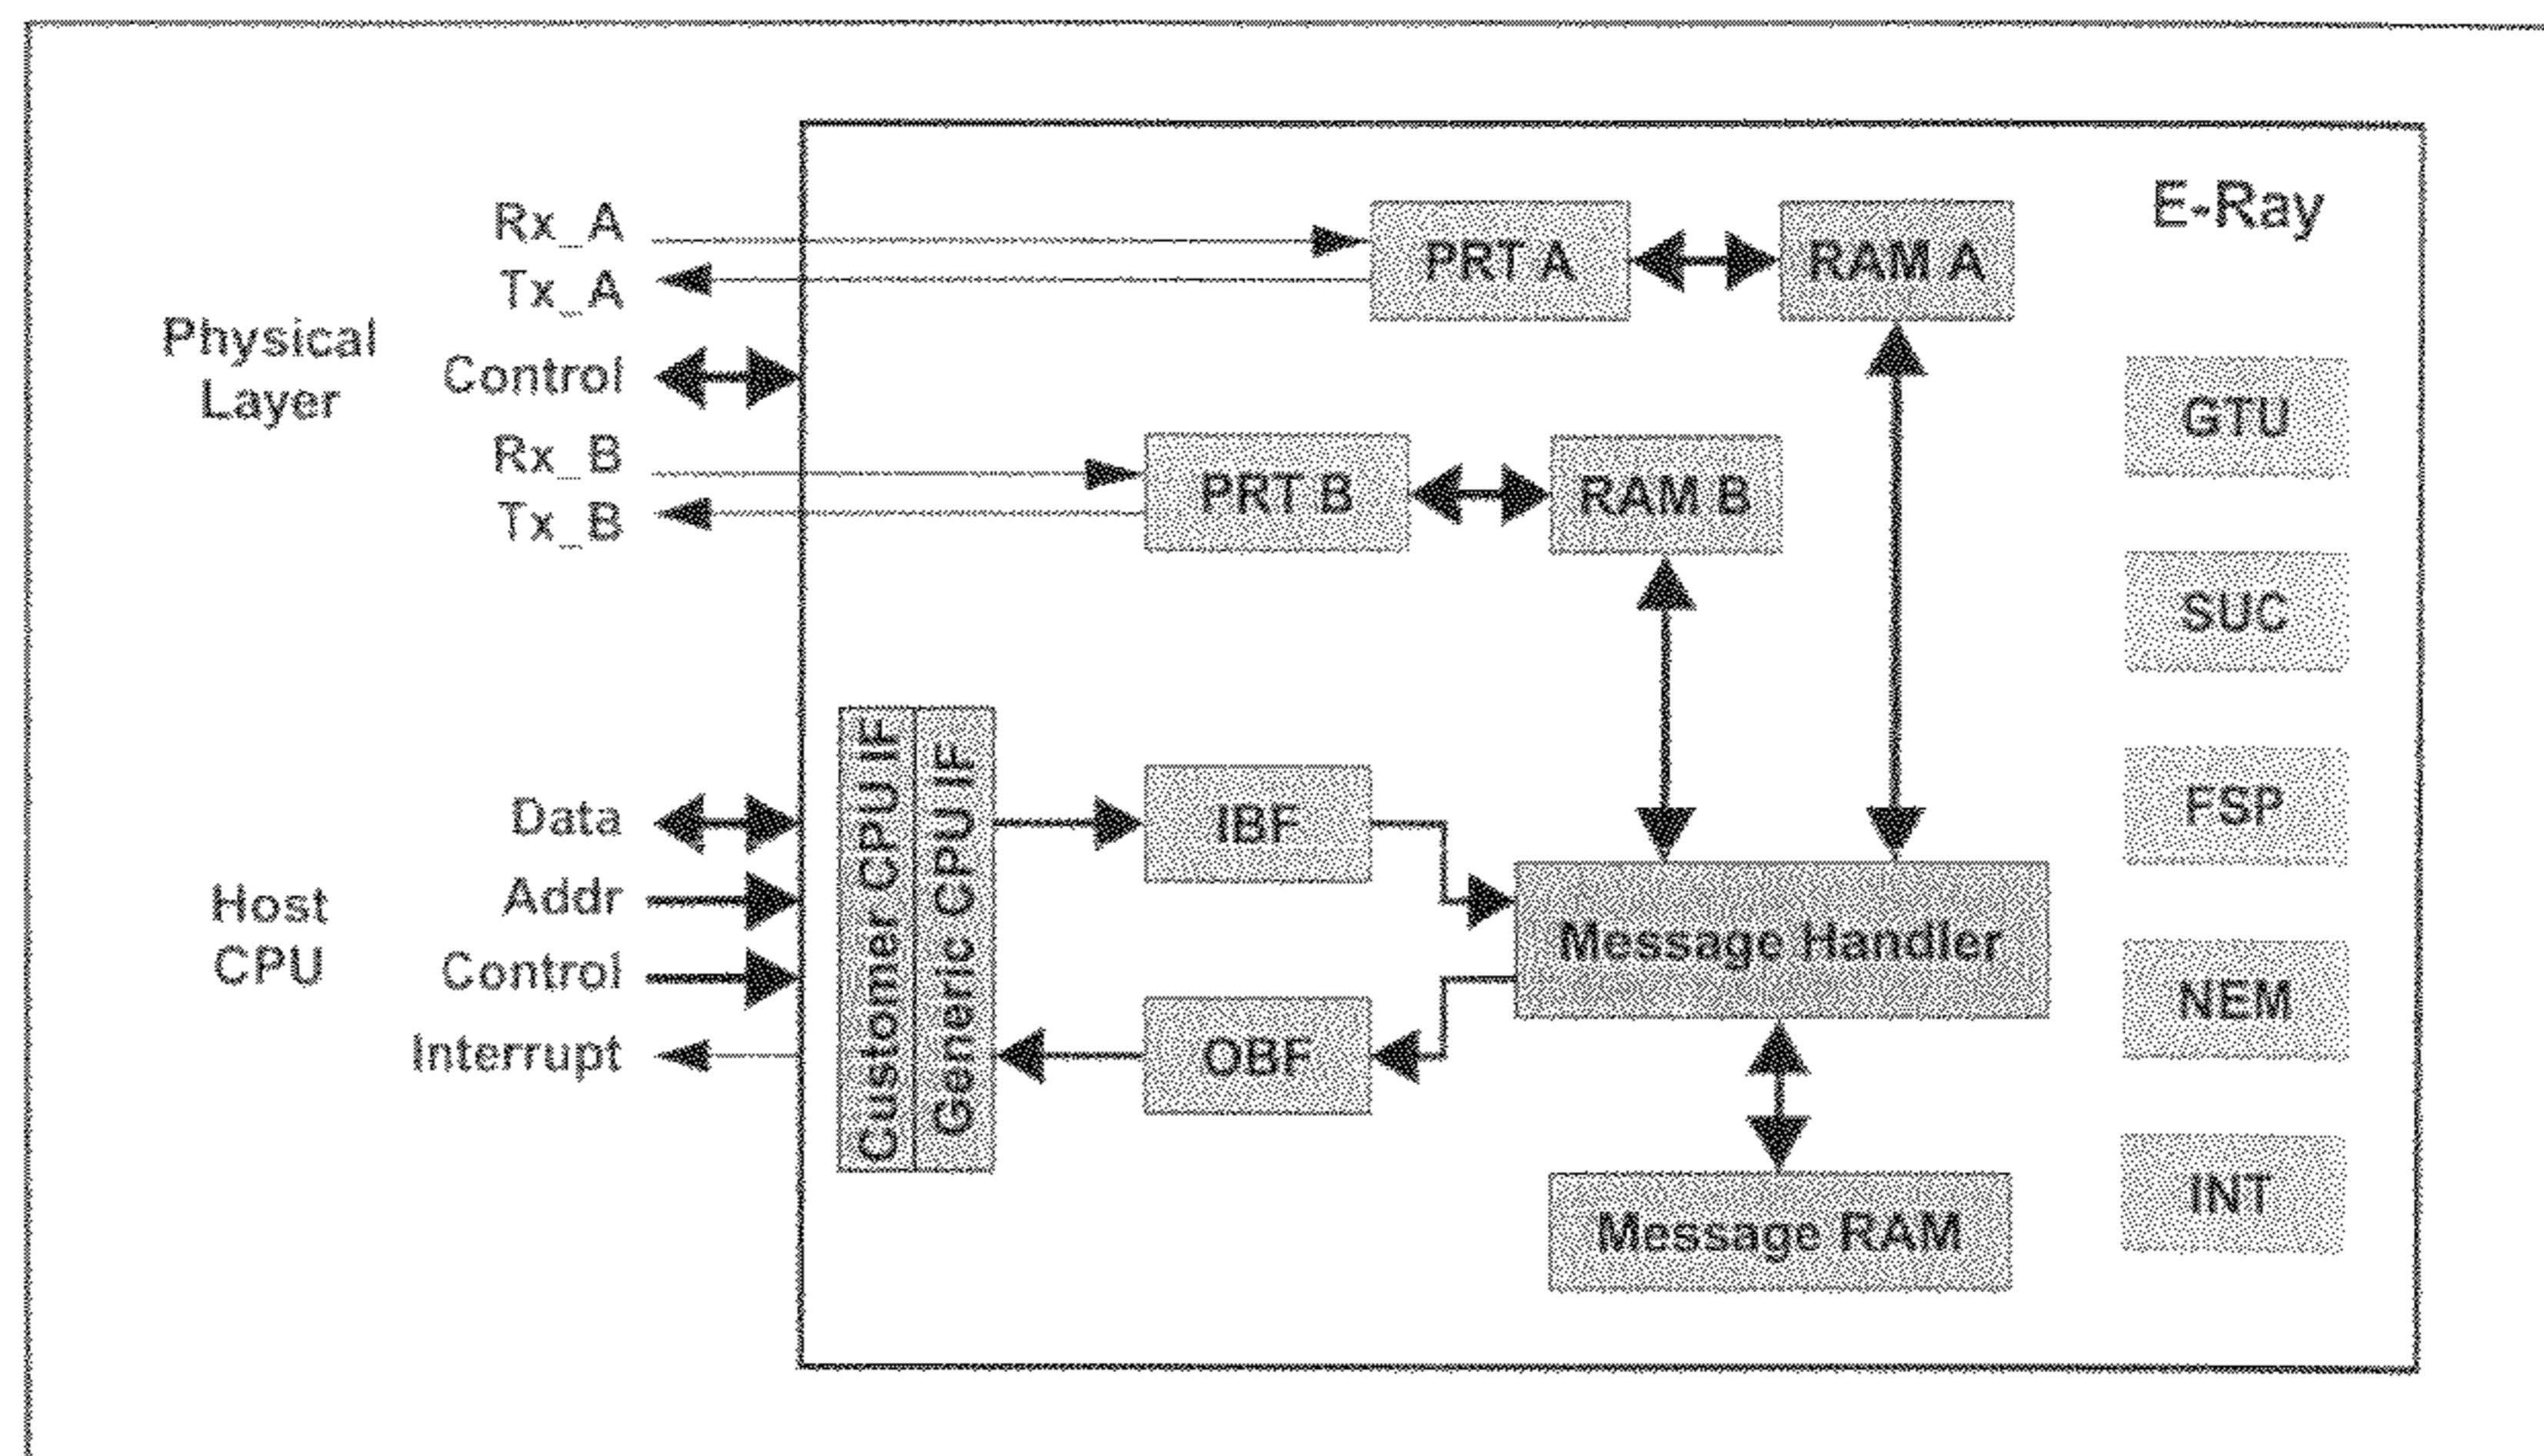 E-Ray
Rx_A
Tx_A
PRT A
RAM A
Physical
Layer
Control
GTU
Rx_B
Tx_B
PRT B
RAM B
SUC
Customer CPU IF
Generic CPU IF
Data
IBF
FSP
Host
CPU
Addr
Control
Message Handler
NEM
Interrupt
OBF
INT
Message RAM